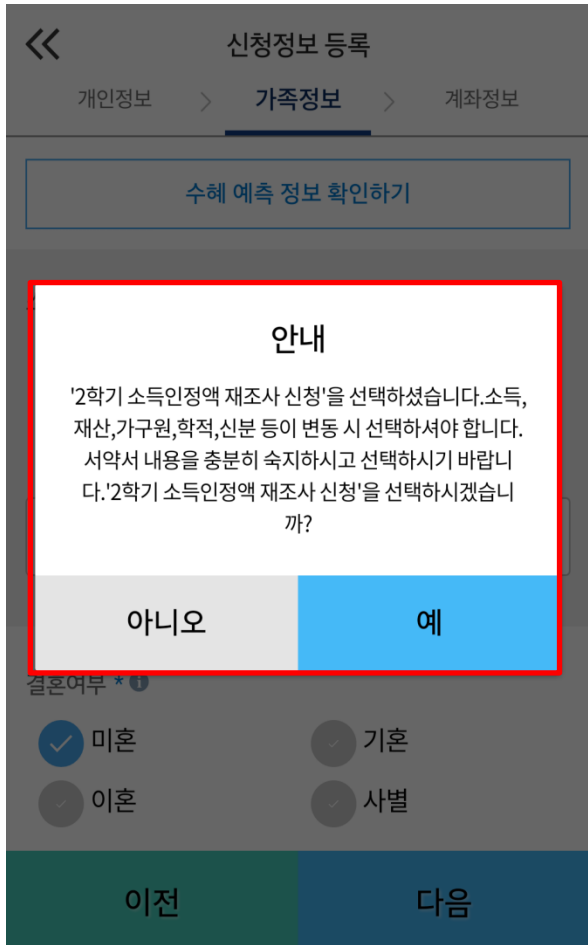 신청정보 등록
개인정보 > 가족정보 > 계좌정보
수혜 예측 정보 확인하기
안내
'2학기 소득인정액 재조사 신청'을 선택하셨습니다.소득,
재산,가구원,학적,신분 등이 변동 시 선택하셔야 합니다.
서약서 내용을 충분히 숙지하시고 선택하시기 바랍니
다.'2학기 소득인정액 재조사 신청'을 선택하시겠습니
까?
아니오 예
결혼여부 *
미혼 기혼
이혼 사별
이전 다음